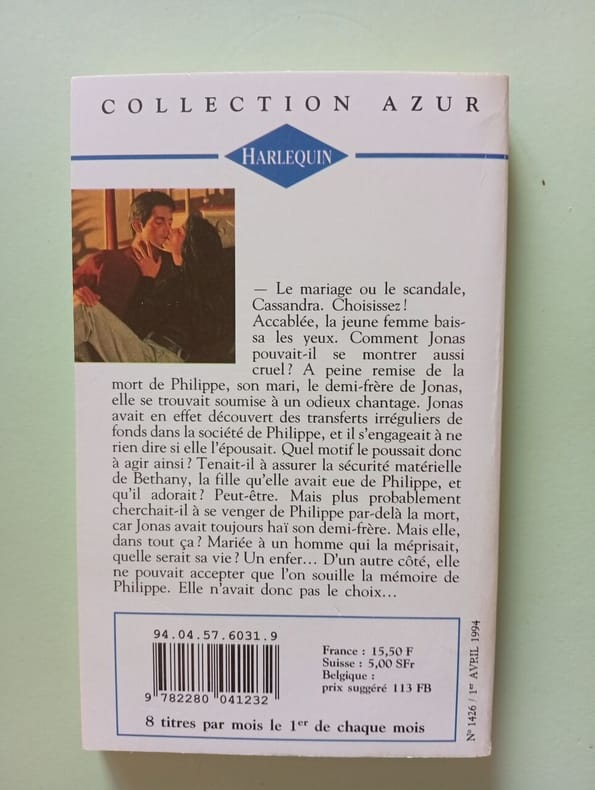 COLLECTION AZUR
HARLEQUIN
— Le mariage ou le scandale,
Cassandra. Choisissez !
Accablée, la jeune femme bais-
sa les yeux. Comment Jonas
pouvait-il se montrer aussi
cruel ? A peine remise de la
mort de Philippe, son mari, le demi-frère de Jonas,
elle se trouvait soumise à un odieux chantage. Jonas
avait en effet découvert des transferts irréguliers de
fonds dans la société de Philippe, et il s'engageait à ne
rien dire si elle l'épousait. Quel motif le poussait donc
à agir ainsi ? Tenait-il à assurer la sécurité matérielle
de Bethany, la fille qu'elle avait eue de Philippe, et
qu'il adorait ? Peut-être. Mais plus probablement
cherchait-il à se venger de Philippe par-delà la mort,
car Jonas avait toujours haï son demi-frère. Mais elle,
dans tout ça ? Mariée à un homme qui la méprisait,
quelle serait sa vie ? Un enfer... D'un autre côté, elle
ne pouvait accepter que l'on souille la mémoire de
Philippe. Elle n'avait donc pas le choix...
94.04.57.6031.9
9 782280 041232
France : 15,50 F
Suisse : 5,00 SFr
Belgique :
prix suggéré 113 FB
8 titres par mois le 1er de chaque mois
N° 1426 / 1er AVRIL 1994